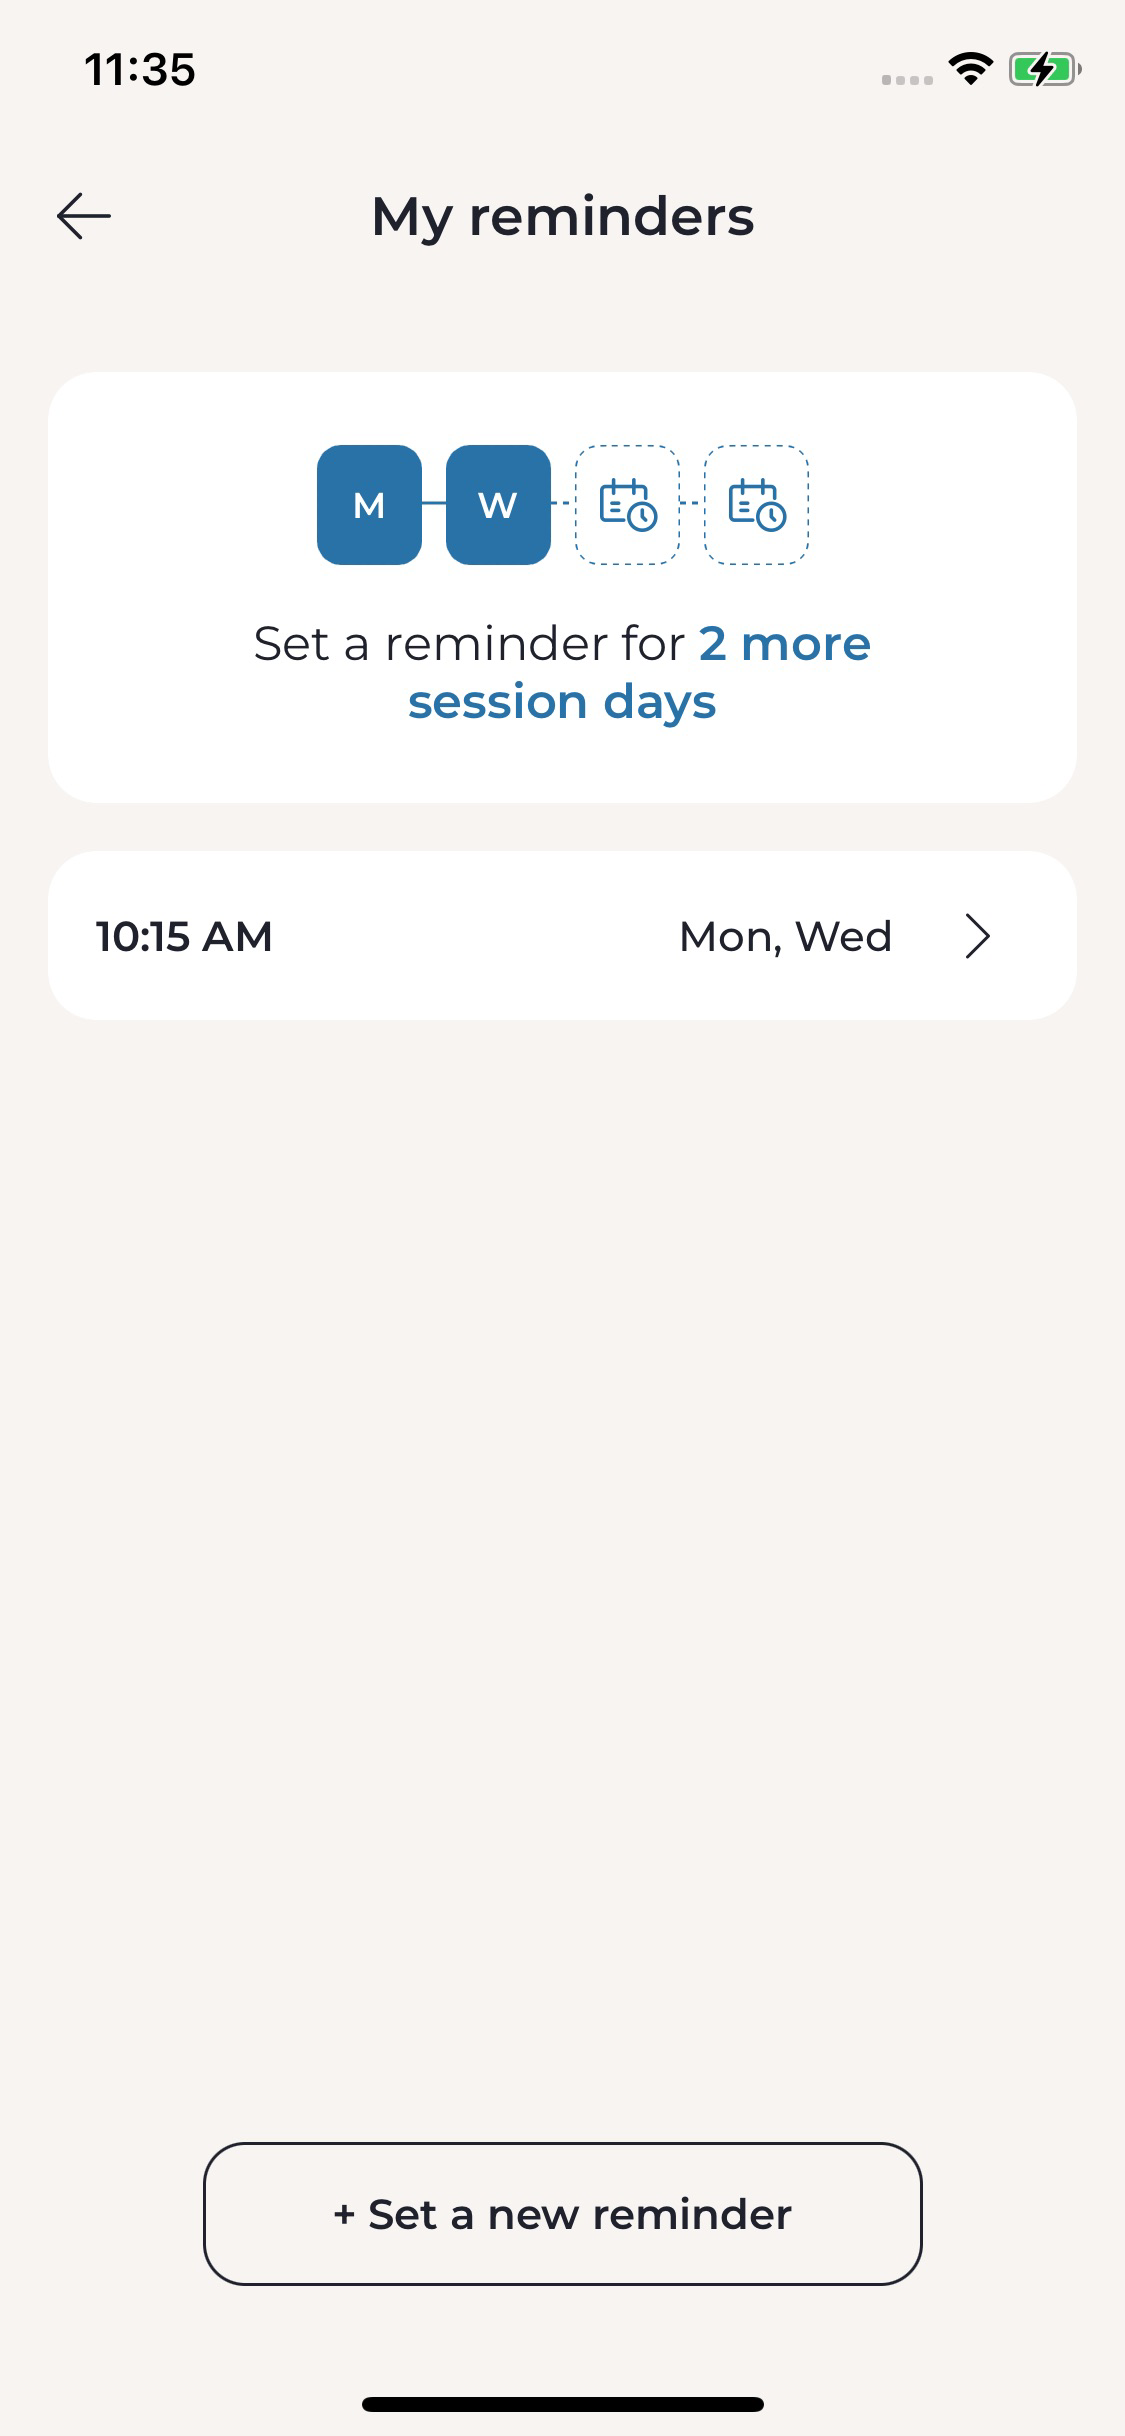 11:35
My reminders
M W
Set a reminder for 2 more
session days
10:15 AM Mon, Wed
+ Set a new reminder